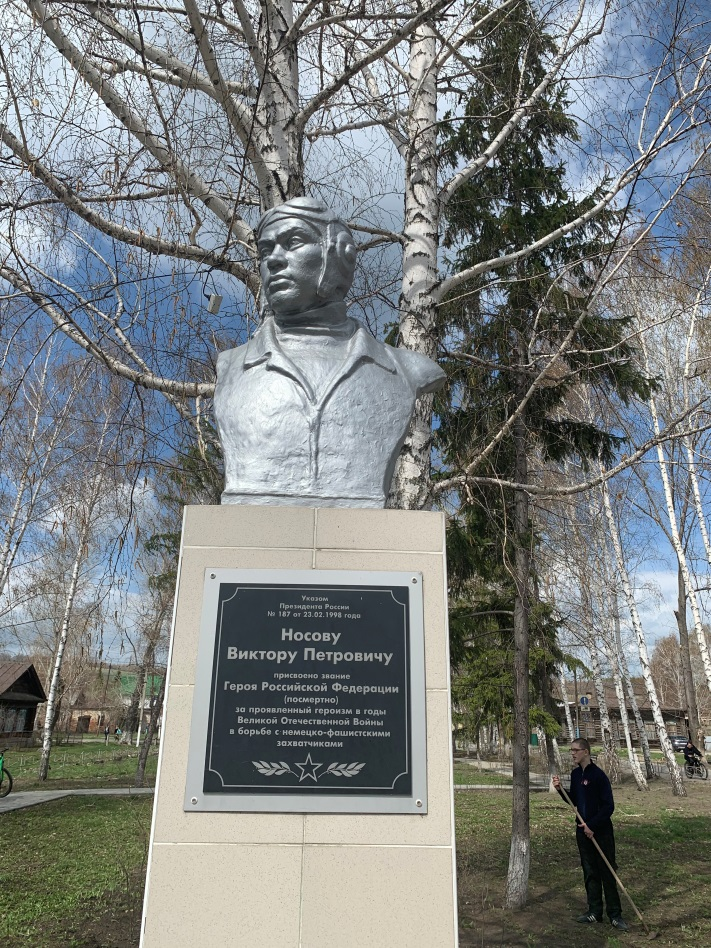 Указом
Президента России
№ 187 от 23.02.1998 года
Носову
Виктору Петровичу
присвоено звание
Героя Российской Федерации
(посмертно)
за проявленный героизм в годы
Великой Отечественной Войны
в борьбе с немецко-фашистскими
захватчиками